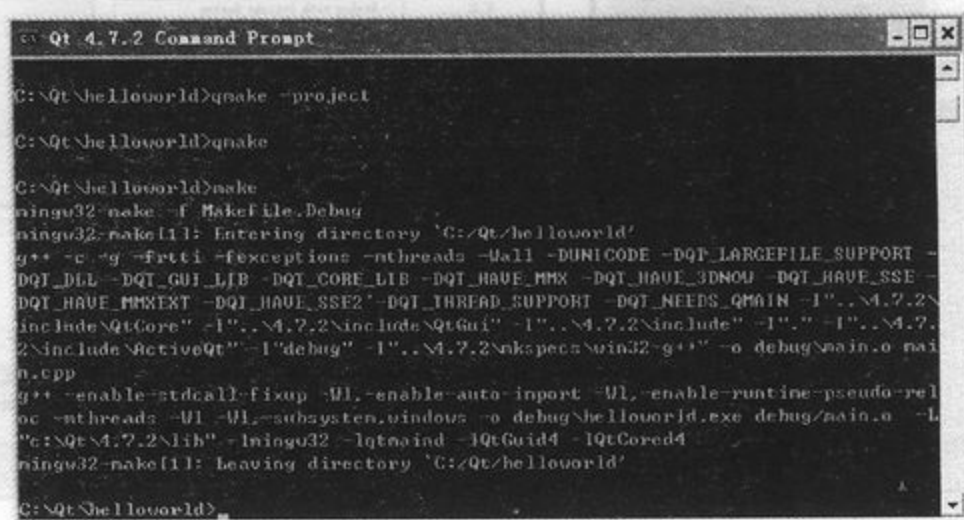 Qt 4.7.2 Command Prompt
C:\Qt\helloworld>qmake -project
C:\Qt\helloworld>qmake
C:\Qt\helloworld>make
mingw32-make -f Makefile.Debug
mingw32-make[1]: Entering directory `C:/Qt/helloworld'
g++ -c -g -frtti -fexceptions -mthreads -Wall -DUNICODE -DQT_LARGEFILE_SUPPORT -
DQT_DLL -DQT_GUI_LIB -DQT_CORE_LIB -DQT_HAVE_MMX -DQT_HAVE_3DNOW -DQT_HAVE_SSE -
DQT_HAVE_MMXEXT -DQT_HAVE_SSE2 -DQT_THREAD_SUPPORT -DQT_NEEDS_QMAIN -I"..\4.7.2\
include\QtCore" -I"..\4.7.2\include\QtGui" -I"..\4.7.2\include" -I"." -I"..\4.7.
2\include\ActiveQt" -I"debug" -I"..\4.7.2\mkspecs\win32-g++" -o debug\main.o mai
n.cpp
g++ -enable-stdcall-fixup -Wl,-enable-auto-import -Wl,-enable-runtime-pseudo-rel
oc -mthreads -Wl -Wl,-subsystem,windows -o debug\helloworld.exe debug/main.o -L
"c:\Qt\4.7.2\lib" -lmingw32 -lqtmaind -lQtGuid4 -lQtCored4
mingw32-make[1]: Leaving directory `C:/Qt/helloworld'
C:\Qt\helloworld>_